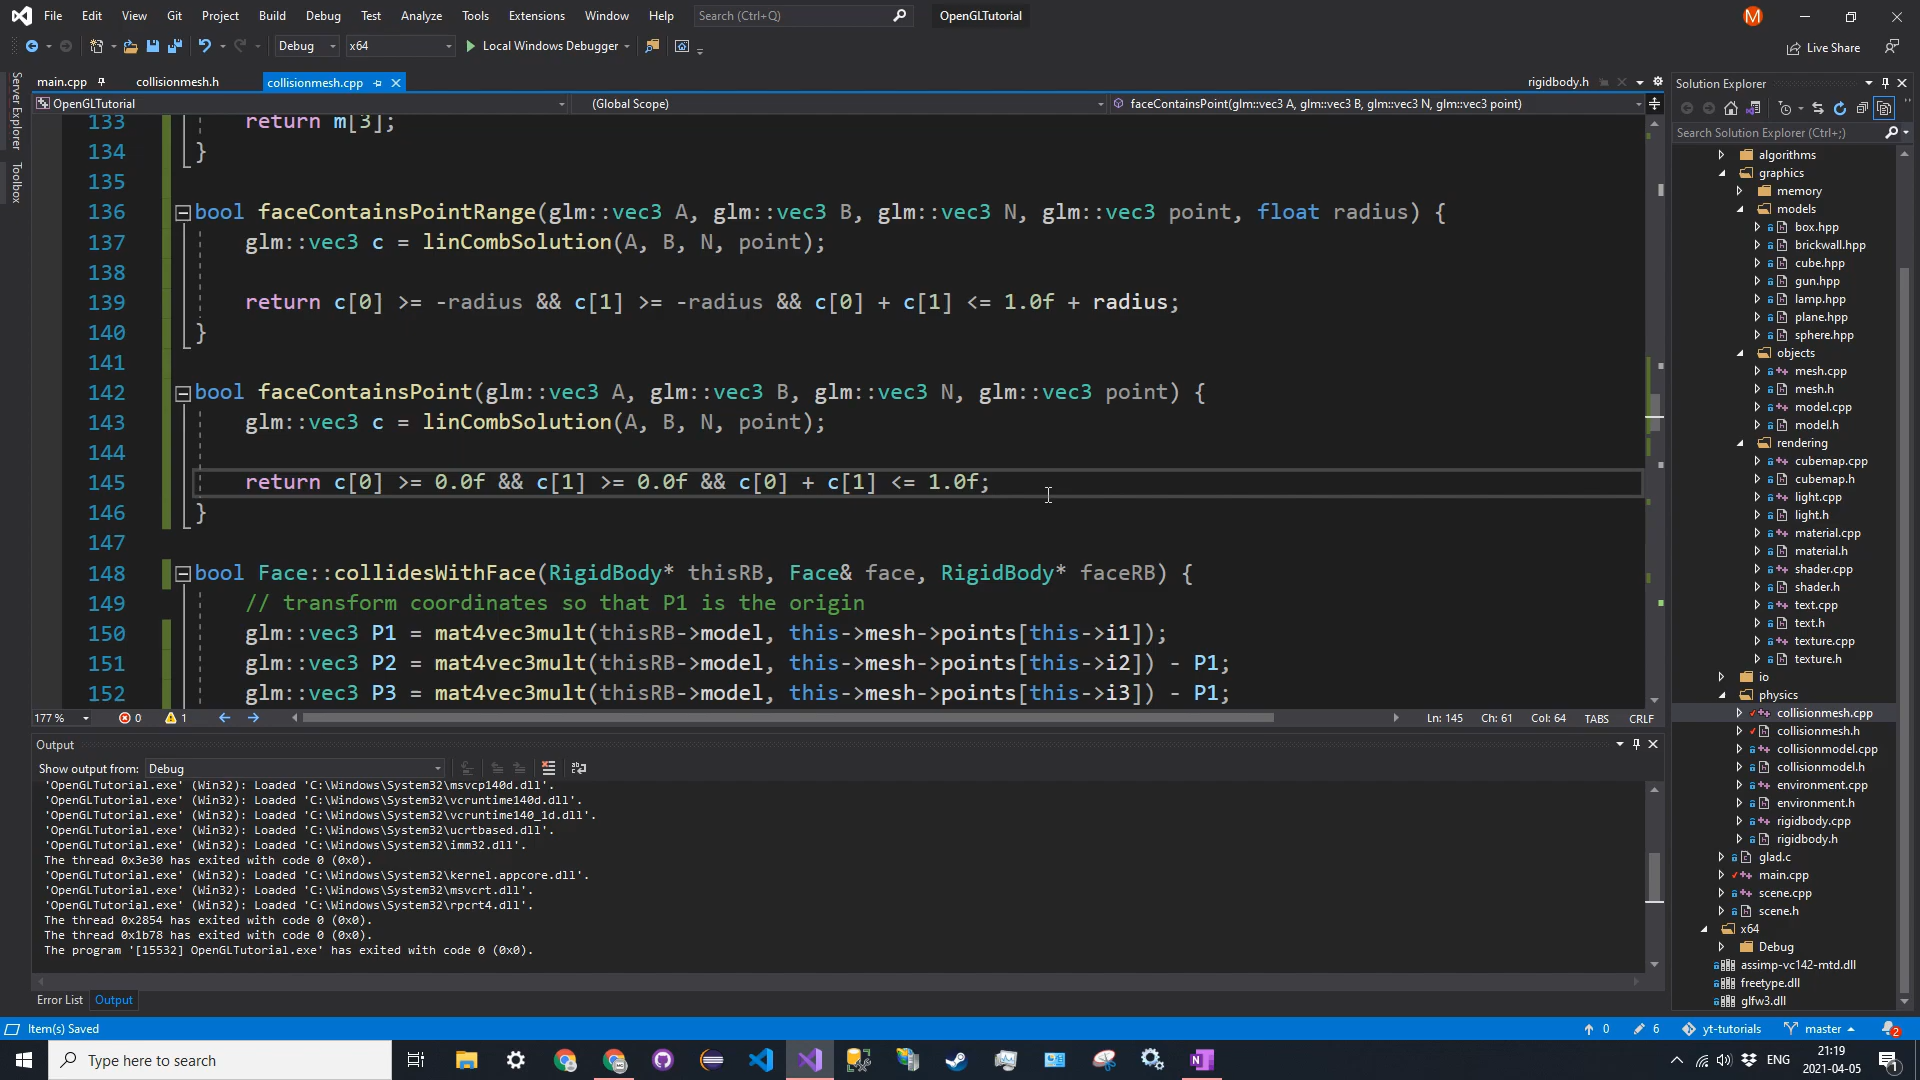 File Edit View Git Project Build Debug Test Analyze Tools Extensions Window Help Search (Ctrl+Q) OpenGLTutorial M
Debug x64 Local Windows Debugger Live Share
main.cpp collisionmesh.h collisionmesh.cpp rigidbody.h
OpenGLTutorial (Global Scope) faceContainsPoint(glm::vec3 A, glm::vec3 B, glm::vec3 N, glm::vec3 point)
Server Explorer
Toolbox
133 return m[3];
134 }
135
136 bool faceContainsPointRange(glm::vec3 A, glm::vec3 B, glm::vec3 N, glm::vec3 point, float radius) {
137 glm::vec3 c = linCombSolution(A, B, N, point);
138
139 return c[0] >= -radius && c[1] >= -radius && c[0] + c[1] <= 1.0f + radius;
140 }
141
142 bool faceContainsPoint(glm::vec3 A, glm::vec3 B, glm::vec3 N, glm::vec3 point) {
143 glm::vec3 c = linCombSolution(A, B, N, point);
144
145 return c[0] >= 0.0f && c[1] >= 0.0f && c[0] + c[1] <= 1.0f;
146 }
147
148 bool Face::collidesWithFace(RigidBody* thisRB, Face& face, RigidBody* faceRB) {
149 // transform coordinates so that P1 is the origin
150 glm::vec3 P1 = mat4vec3mult(thisRB->model, this->mesh->points[this->i1]);
151 glm::vec3 P2 = mat4vec3mult(thisRB->model, this->mesh->points[this->i2]) - P1;
152 glm::vec3 P3 = mat4vec3mult(thisRB->model, this->mesh->points[this->i3]) - P1;
177 % 0 1 Ln: 145 Ch: 61 Col: 64 TABS CRLF
Output
Show output from: Debug
'OpenGLTutorial.exe' (Win32): Loaded 'C:\Windows\System32\msvcp140d.dll'.
'OpenGLTutorial.exe' (Win32): Loaded 'C:\Windows\System32\vcruntime140d.dll'.
'OpenGLTutorial.exe' (Win32): Loaded 'C:\Windows\System32\vcruntime140_1d.dll'.
'OpenGLTutorial.exe' (Win32): Loaded 'C:\Windows\System32\ucrtbased.dll'.
'OpenGLTutorial.exe' (Win32): Loaded 'C:\Windows\System32\imm32.dll'.
The thread 0x3e30 has exited with code 0 (0x0).
'OpenGLTutorial.exe' (Win32): Loaded 'C:\Windows\System32\kernel.appcore.dll'.
'OpenGLTutorial.exe' (Win32): Loaded 'C:\Windows\System32\msvcrt.dll'.
'OpenGLTutorial.exe' (Win32): Loaded 'C:\Windows\System32\rpcrt4.dll'.
The thread 0x2854 has exited with code 0 (0x0).
The thread 0x1b78 has exited with code 0 (0x0).
The program '[15532] OpenGLTutorial.exe' has exited with code 0 (0x0).
Error List Output
Solution Explorer
Search Solution Explorer (Ctrl+;)
algorithms
graphics
memory
models
box.hpp
brickwall.hpp
cube.hpp
gun.hpp
lamp.hpp
plane.hpp
sphere.hpp
objects
mesh.cpp
mesh.h
model.cpp
model.h
rendering
cubemap.cpp
cubemap.h
light.cpp
light.h
material.cpp
material.h
shader.cpp
shader.h
text.cpp
text.h
texture.cpp
texture.h
io
physics
collisionmesh.cpp
collisionmesh.h
collisionmodel.cpp
collisionmodel.h
environment.cpp
environment.h
rigidbody.cpp
rigidbody.h
glad.c
main.cpp
scene.cpp
scene.h
x64
Debug
assimp-vc142-mtd.dll
freetype.dll
glfw3.dll
Item(s) Saved 0 6 yt-tutorials master 2
Type here to search ENG 21:19
2021-04-05 1